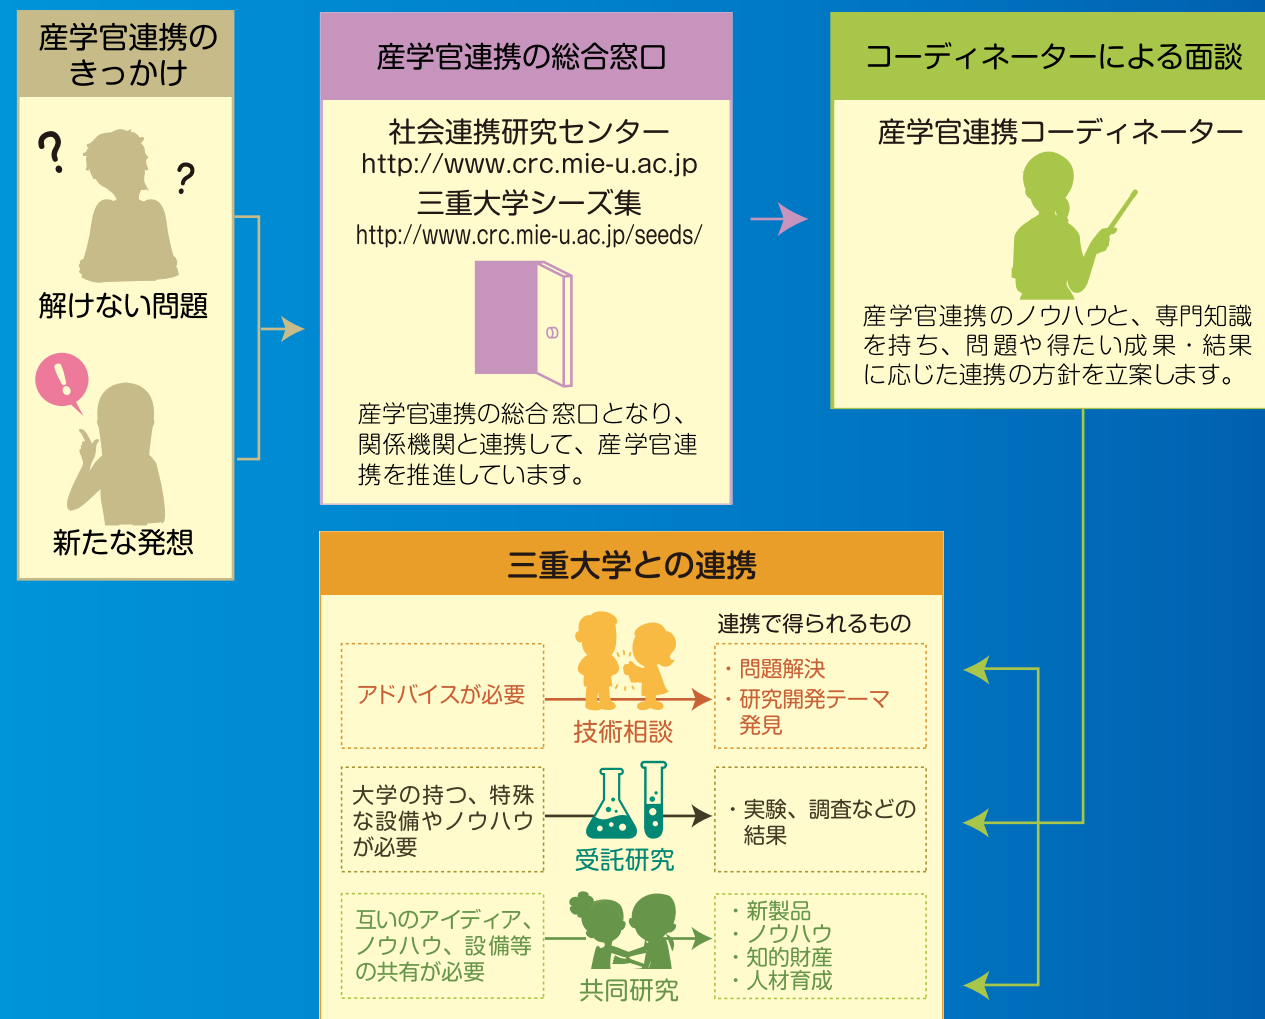 産学官連携の
きっかけ
?
?
解けない問題
!
新たな発想
産学官連携の総合窓口
社会連携研究センター
http://www.crc.mie-u.ac.jp
三重大学シーズ集
http://www.crc.mie-u.ac.jp/seeds/
産学官連携の総合窓口となり、
関係機関と連携して、産学官連
携を推進しています。
コーディネーターによる面談
産学官連携コーディネーター
産学官連携のノウハウと、専門知識
を持ち、問題や得たい成果・結果
に応じた連携の方針を立案します。
三重大学との連携
連携で得られるもの
アドバイスが必要
技術相談
・問題解決
・研究開発テーマ
発見
大学の持つ、特殊
な設備やノウハウ
が必要
受託研究
・実験、調査などの
結果
互いのアイディア、
ノウハウ、設備等
の共有が必要
共同研究
・新製品
・ノウハウ
・知的財産
・人材育成